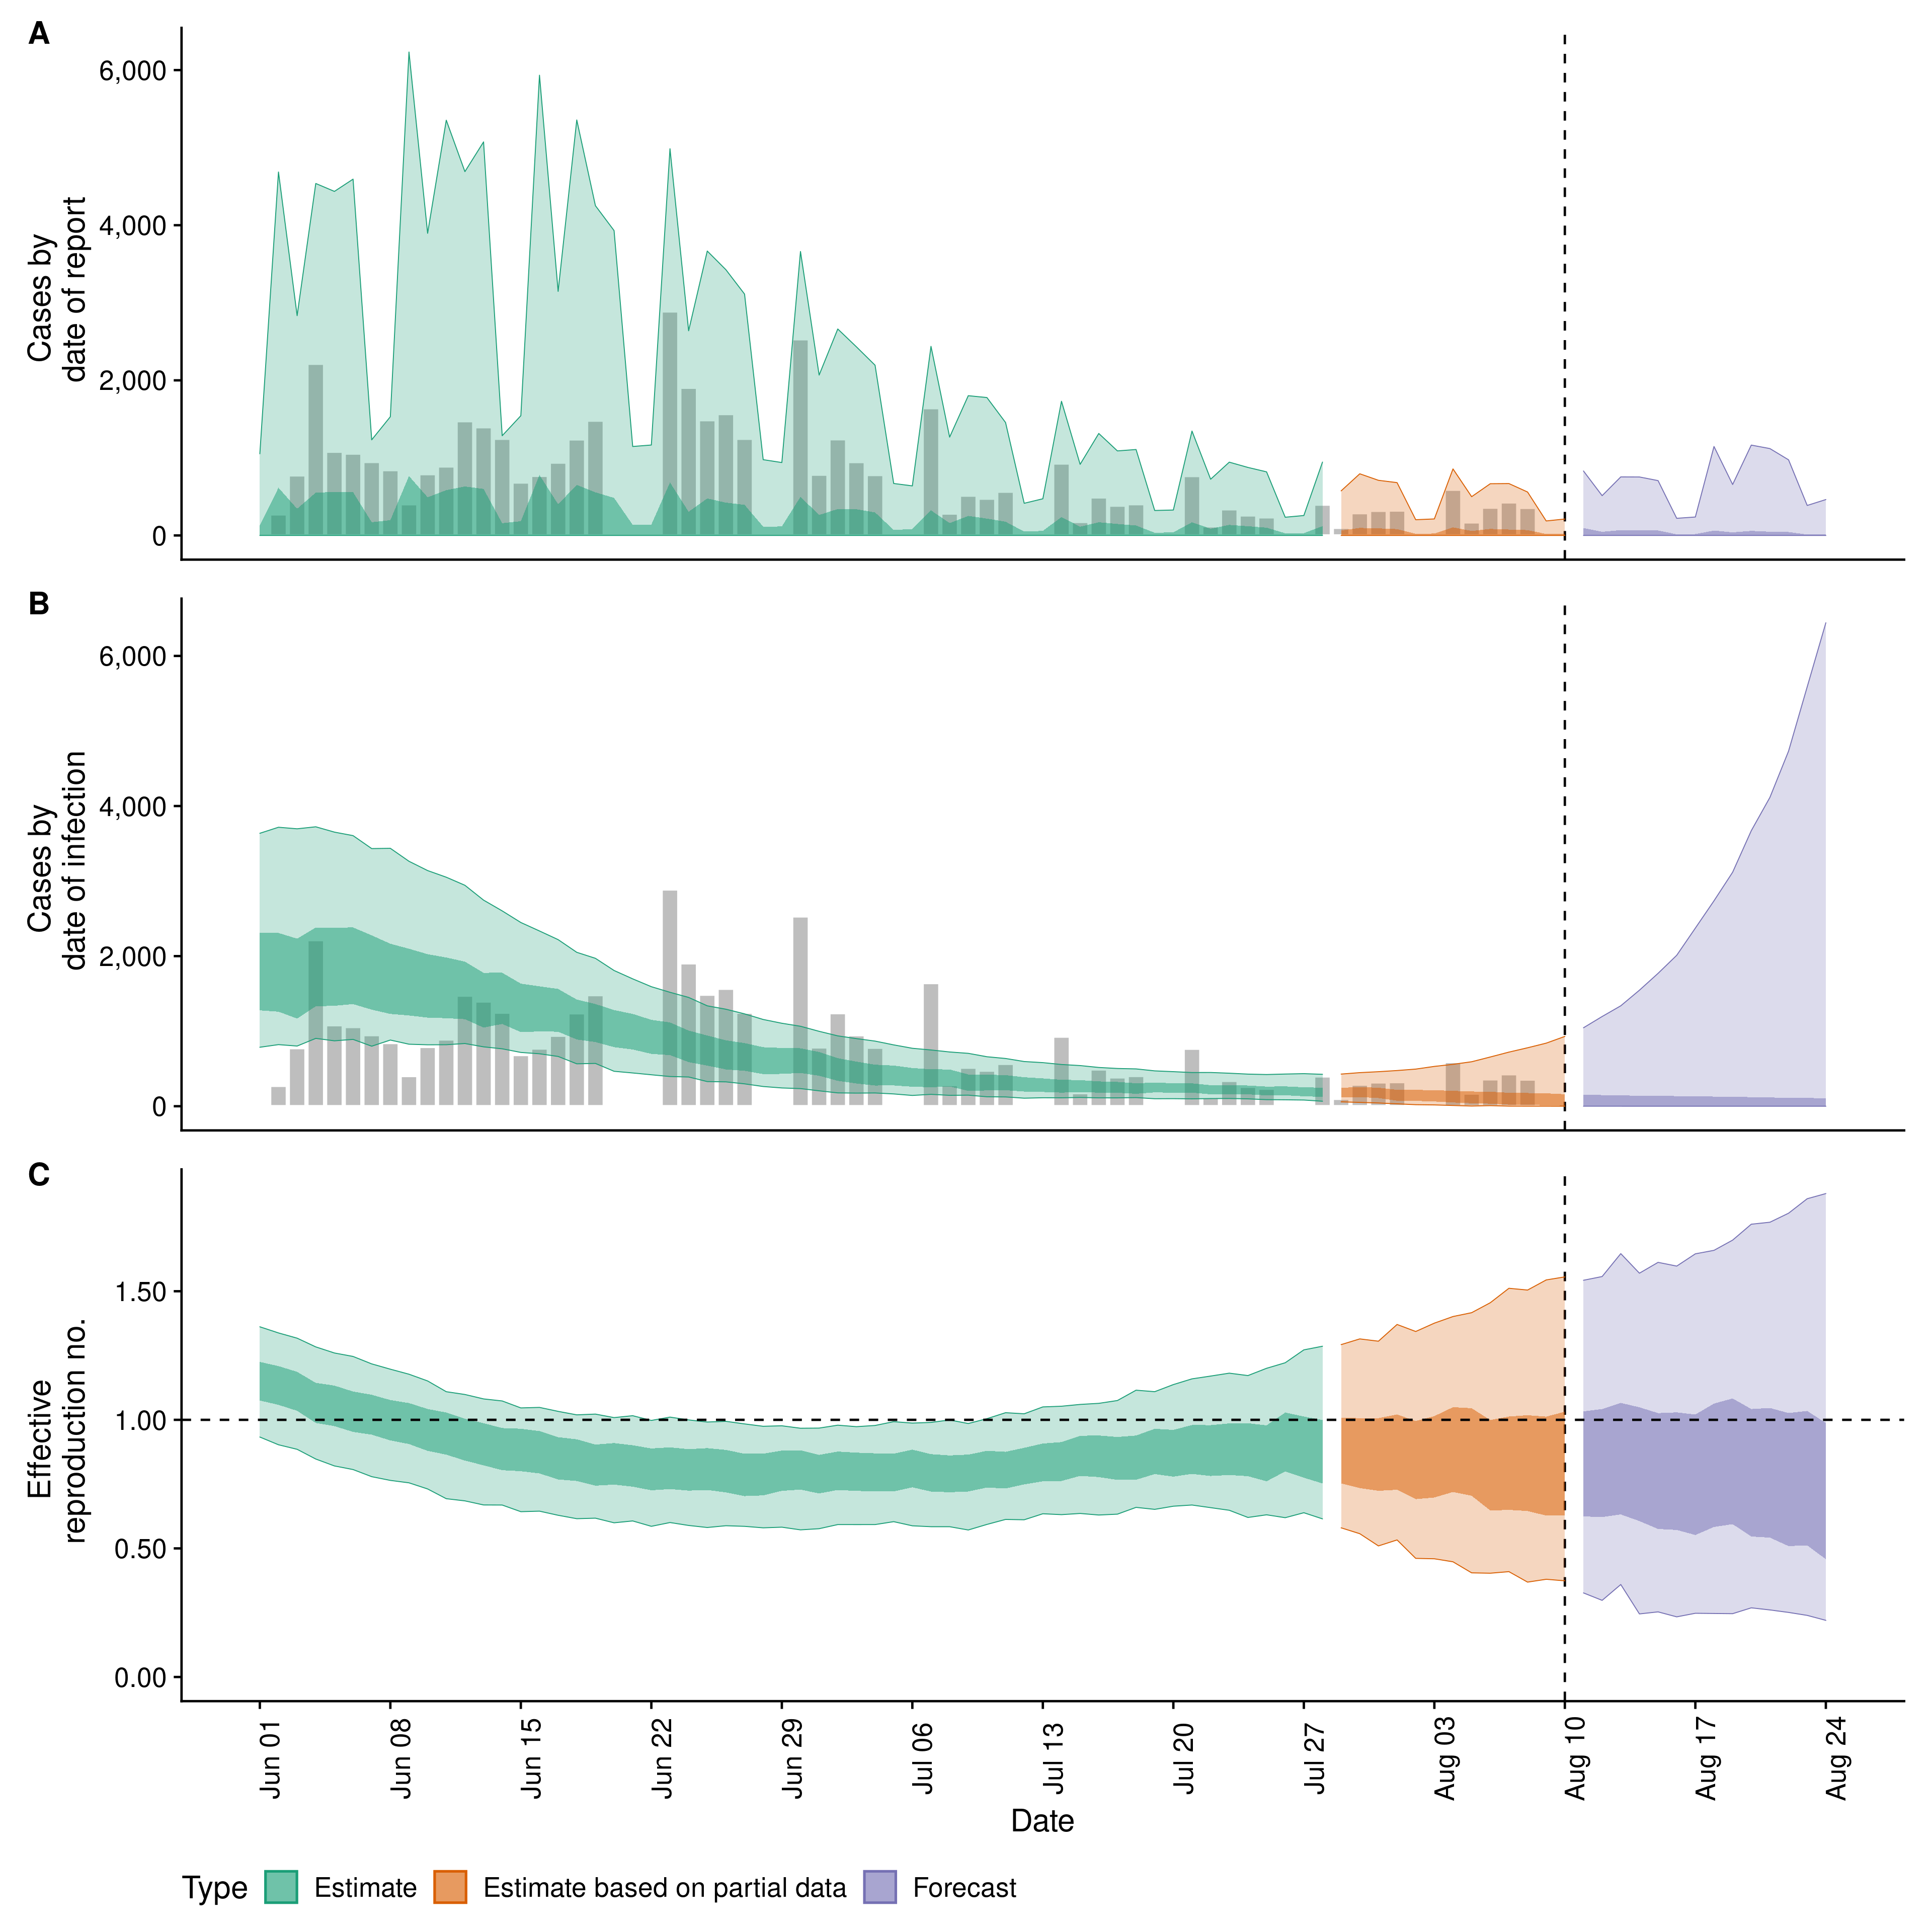 A
6,000
4,000
2,000
0
Cases by
date of report
B
6,000
4,000
2,000
0
Cases by
date of infection
C
1.50
1.00
0.50
0.00
Effective
reproduction no.
Jun 01
Jun 08
Jun 15
Jun 22
Jun 29
Jul 06
Jul 13
Jul 20
Jul 27
Aug 03
Aug 10
Aug 17
Aug 24
Date
Type Estimate Estimate based on partial data Forecast